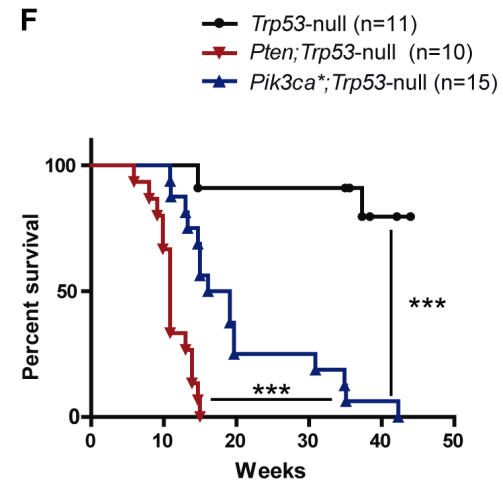 F
Trp53-null (n=11)
Pten;Trp53-null (n=10)
Pik3ca*;Trp53-null (n=15)
Percent survival
100
50
0
***
***
0 10 20 30 40 50
Weeks